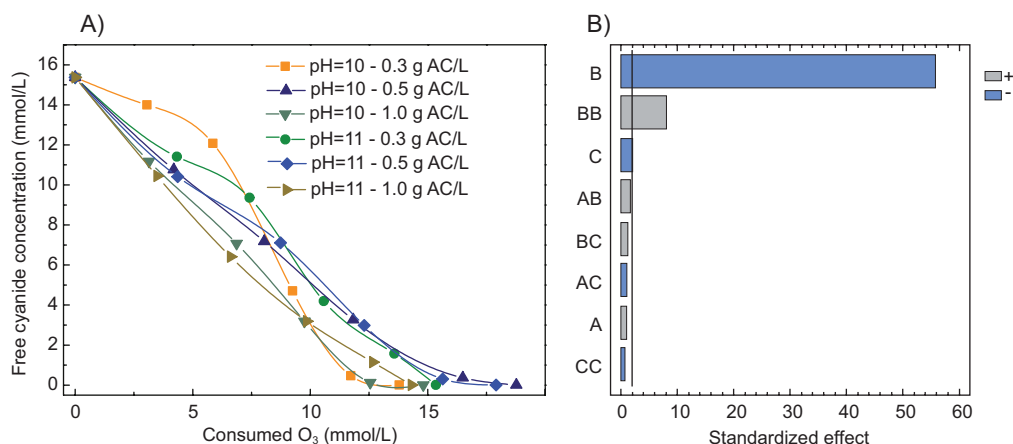 A)
Free cyanide concentration (mmol/L)
16
14
12
10
8
6
4
2
0
pH=10 - 0.3 g AC/L
pH=10 - 0.5 g AC/L
pH=10 - 1.0 g AC/L
pH=11 - 0.3 g AC/L
pH=11 - 0.5 g AC/L
pH=11 - 1.0 g AC/L
0 5 10 15
Consumed O₃ (mmol/L)
B)
B
BB
C
AB
BC
AC
A
CC
+
-
0 10 20 30 40 50 60
Standardized effect